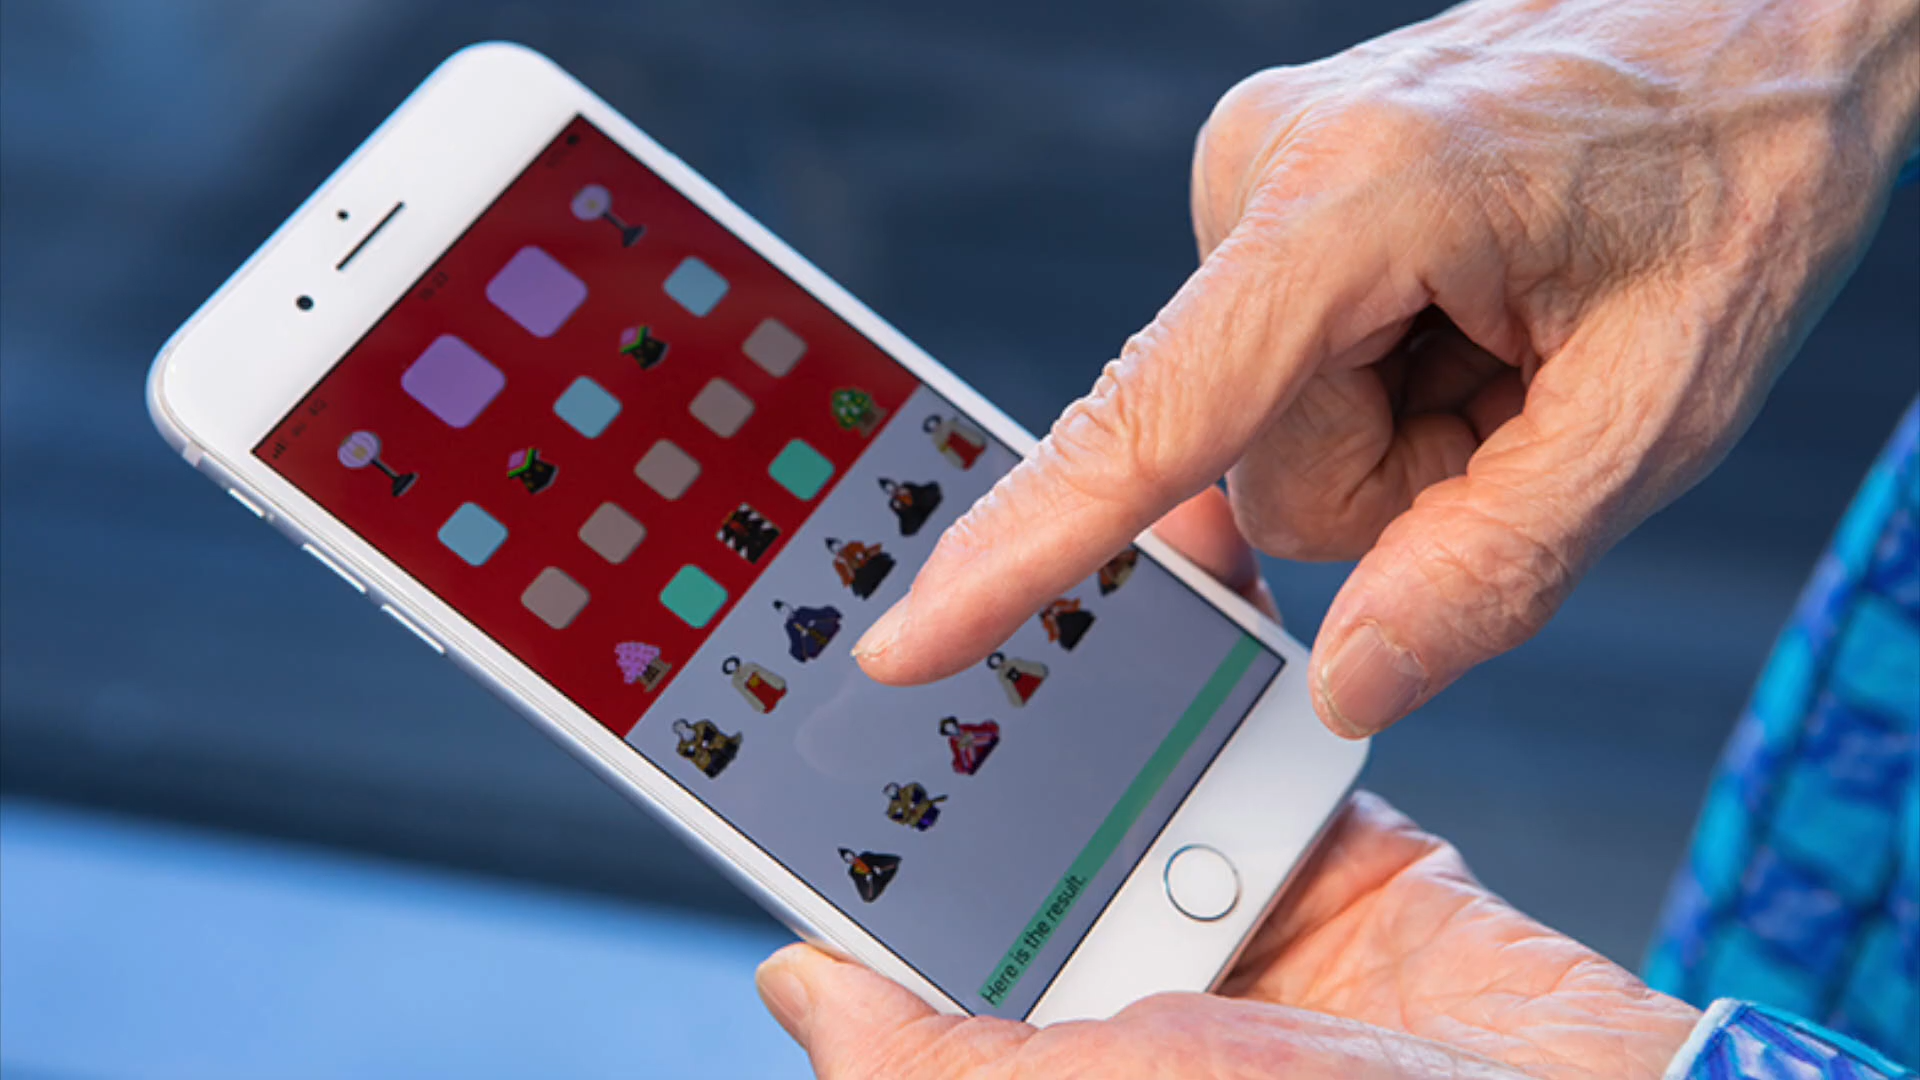 Here is the result.